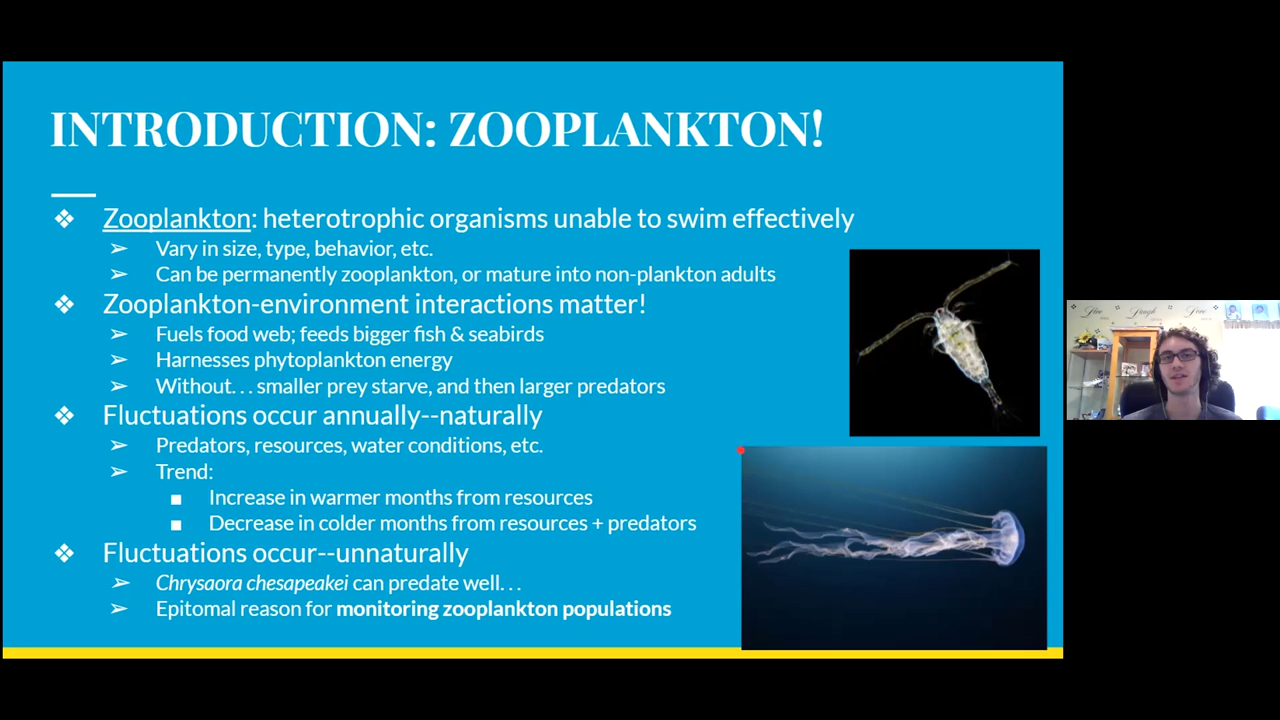 INTRODUCTION: ZOOPLANKTON!
❖ Zooplankton: heterotrophic organisms unable to swim effectively
➢ Vary in size, type, behavior, etc.
➢ Can be permanently zooplankton, or mature into non-plankton adults
❖ Zooplankton-environment interactions matter!
➢ Fuels food web; feeds bigger fish & seabirds
➢ Harnesses phytoplankton energy
➢ Without. . . smaller prey starve, and then larger predators
❖ Fluctuations occur annually--naturally
➢ Predators, resources, water conditions, etc.
➢ Trend:
■ Increase in warmer months from resources
■ Decrease in colder months from resources + predators
❖ Fluctuations occur--unnaturally
➢ Chrysaora chesapeakei can predate well. . .
➢ Epitomal reason for monitoring zooplankton populations
Live Laugh Love